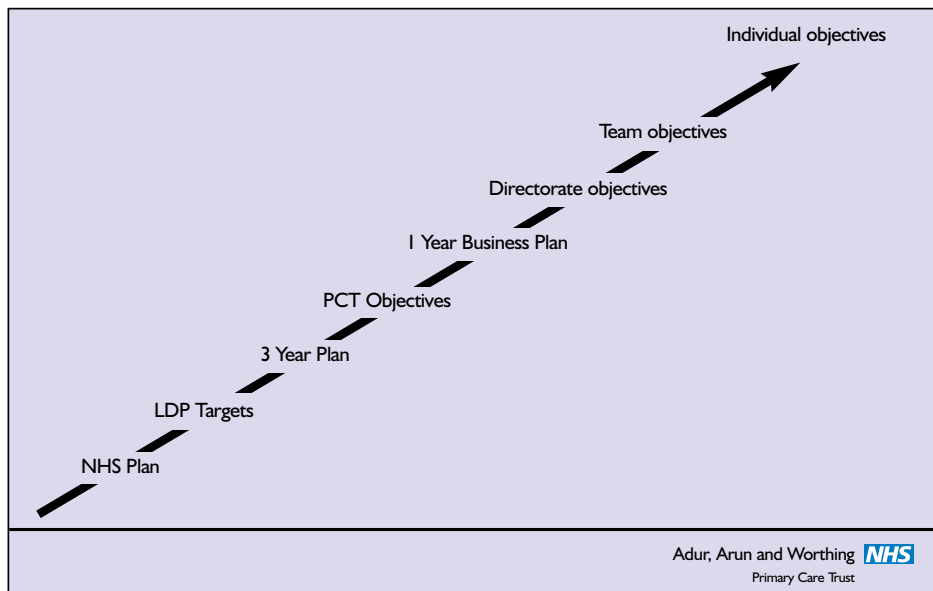 Individual objectives
Team objectives
Directorate objectives
1 Year Business Plan
PCT Objectives
3 Year Plan
LDP Targets
NHS Plan
Adur, Arun and Worthing NHS
Primary Care Trust